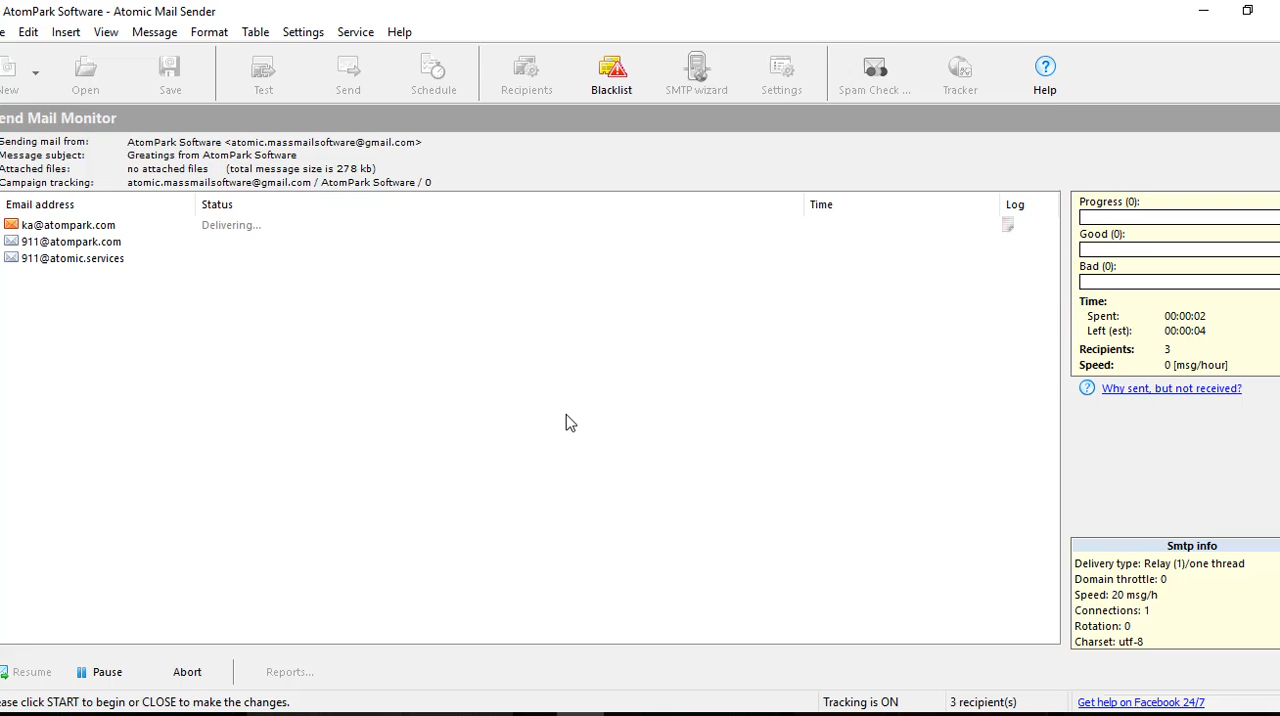 AtomPark Software - Atomic Mail Sender
e Edit Insert View Message Format Table Settings Service Help
New Open Save Test Send Schedule Recipients Blacklist SMTP wizard Settings Spam Check ... Tracker Help
end Mail Monitor
Sending mail from: AtomPark Software <atomic.massmailsoftware@gmail.com>
Message subject: Greatings from AtomPark Software
Attached files: no attached files (total message size is 278 kb)
Campaign tracking: atomic.massmailsoftware@gmail.com / AtomPark Software / 0
Email address Status Time Log
ka@atompark.com Delivering...
911@atompark.com
911@atomic.services
Progress (0):
Good (0):
Bad (0):
Time:
Spent: 00:00:02
Left (est): 00:00:04
Recipients: 3
Speed: 0 [msg/hour]
Why sent, but not received?
Smtp info
Delivery type: Relay (1)/one thread
Domain throttle: 0
Speed: 20 msg/h
Connections: 1
Rotation: 0
Charset: utf-8
Resume Pause Abort Reports...
ease click START to begin or CLOSE to make the changes. Tracking is ON 3 recipient(s) Get help on Facebook 24/7